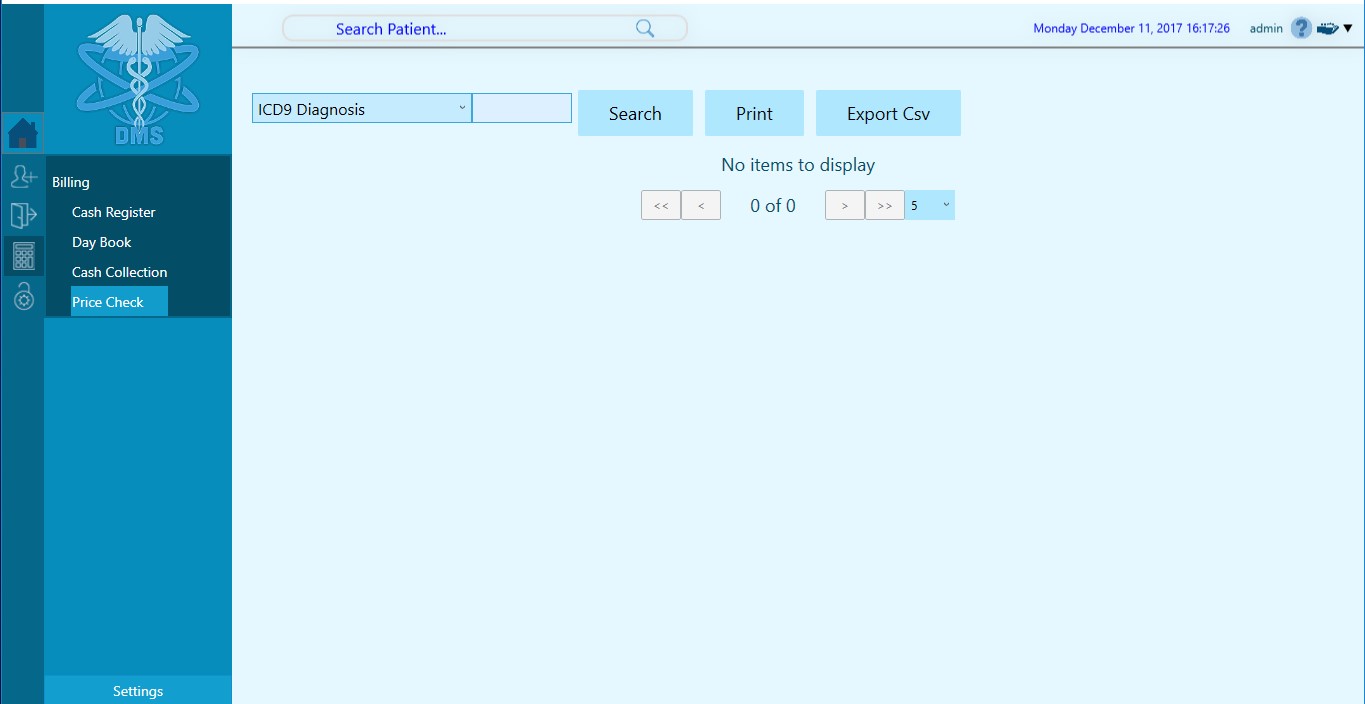 Search Patient...
Monday December 11, 2017 16:17:26
admin
?
DMS
ICD9 Diagnosis
Search
Print
Export Csv
No items to display
<< < 0 of 0 > >> 5
Billing
Cash Register
Day Book
Cash Collection
Price Check
Settings